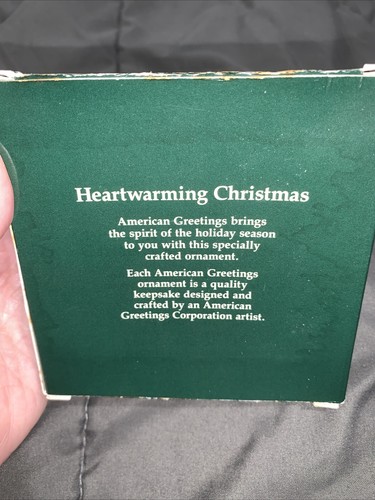 Heartwarming Christmas
American Greetings brings
the spirit of the holiday season
to you with this specially
crafted ornament.
Each American Greetings
ornament is a quality
keepsake designed and
crafted by an American
Greetings Corporation artist.